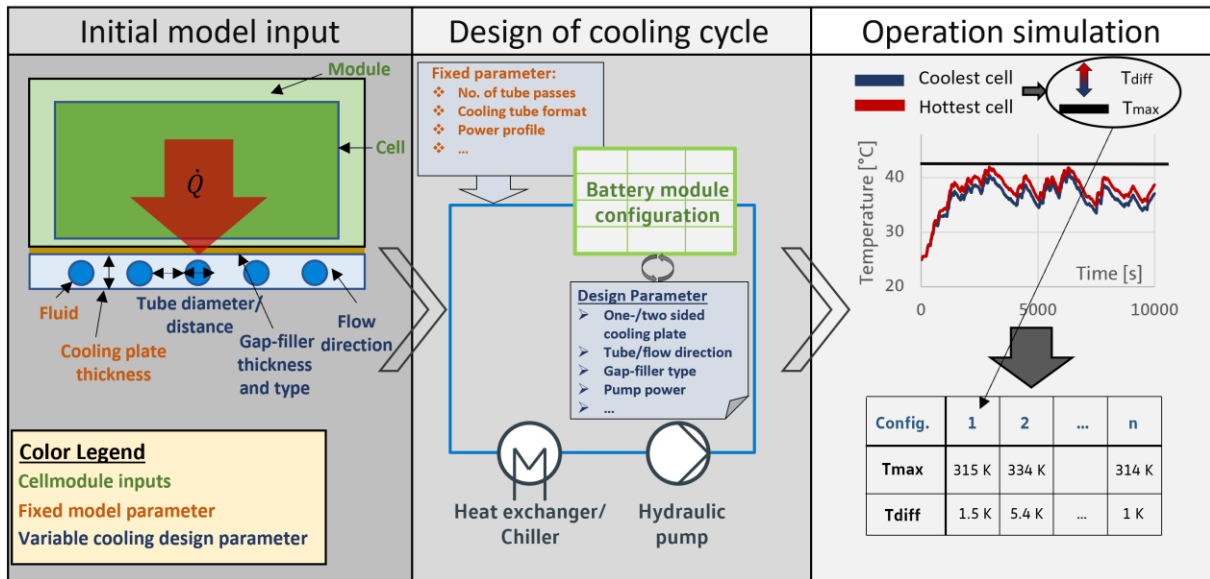 Initial model input
Module
Cell
Q̇
Fluid
Tube diameter/
distance
Flow
direction
Cooling plate
thickness
Gap-filler
thickness
and type
Color Legend
Cellmodule inputs
Fixed model parameter
Variable cooling design parameter
Design of cooling cycle
Fixed parameter:
❖ No. of tube passes
❖ Cooling tube format
❖ Power profile
❖ ...
Battery module
configuration
Design Parameter
➢ One-/two sided
cooling plate
➢ Tube/flow direction
➢ Gap-filler type
➢ Pump power
➢ ...
Heat exchanger/
Chiller
Hydraulic
pump
Operation simulation
Coolest cell
Hottest cell
Tdiff
Tmax
Temperature [°C]
40
30
20
Time [s]
0 5000 10000
Config. 1 2 ... n
Tmax 315 K 334 K 314 K
Tdiff 1.5 K 5.4 K ... 1 K